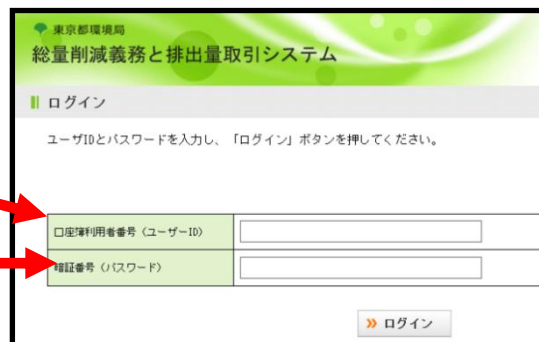 東京都環境局
総量削減義務と排出量取引システム
ログイン
ユーザIDとパスワードを入力し、「ログイン」ボタンを押してください。
口座簿利用者番号（ユーザーID）
暗証番号（パスワード）
ログイン